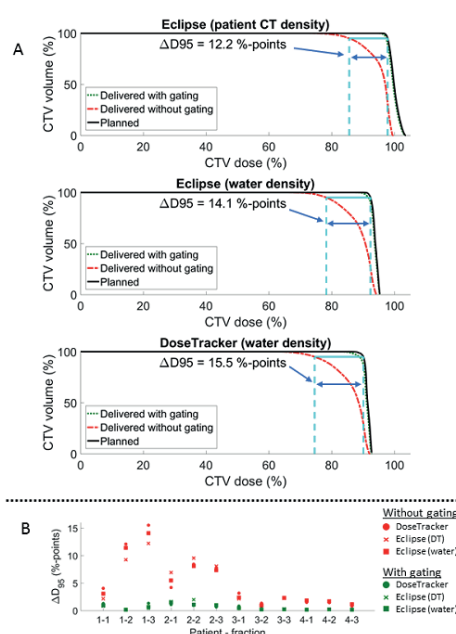 A
Eclipse (patient CT density)
ΔD95 = 12.2 %-points
CTV volume (%)
100
50
0
Delivered with gating
Delivered without gating
Planned
0 20 40 60 80 100
CTV dose (%)
Eclipse (water density)
ΔD95 = 14.1 %-points
CTV volume (%)
100
50
0
Delivered with gating
Delivered without gating
Planned
0 20 40 60 80 100
CTV dose (%)
DoseTracker (water density)
ΔD95 = 15.5 %-points
CTV volume (%)
100
50
0
Delivered with gating
Delivered without gating
Planned
0 20 40 60 80 100
CTV dose (%)
B
ΔD95 (%-points)
15
10
5
0
1-1 1-2 1-3 2-1 2-2 2-3 3-1 3-2 3-3 4-1 4-2 4-3
Patient - fraction
Without gating
DoseTracker
Eclipse (DT)
Eclipse (water)
With gating
DoseTracker
Eclipse (DT)
Eclipse (water)